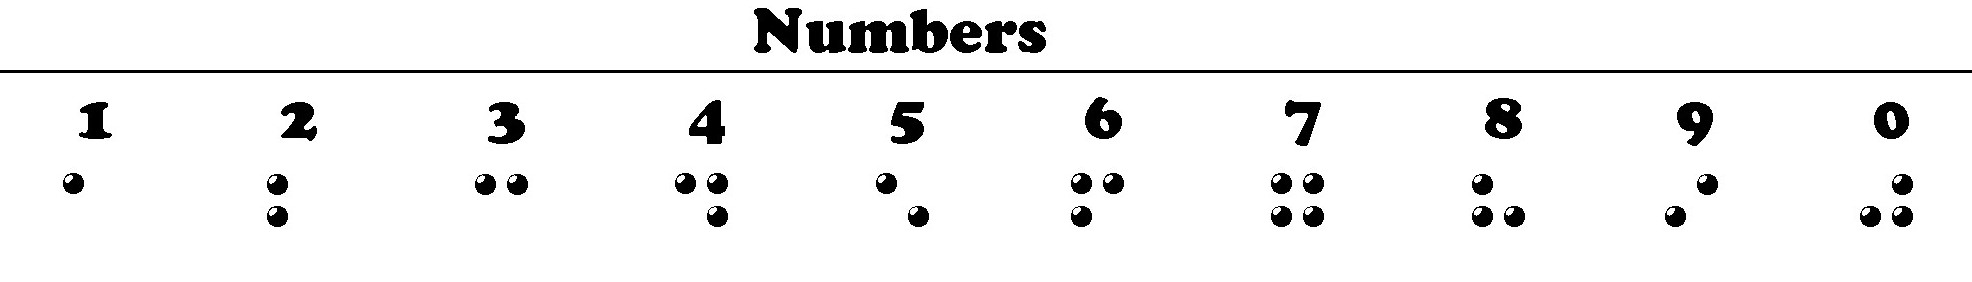 Numbers
1 2 3 4 5 6 7 8 9 0
⠁ ⠃ ⠉ ⠙ ⠑ ⠋ ⠛ ⠓ ⠊ ⠚